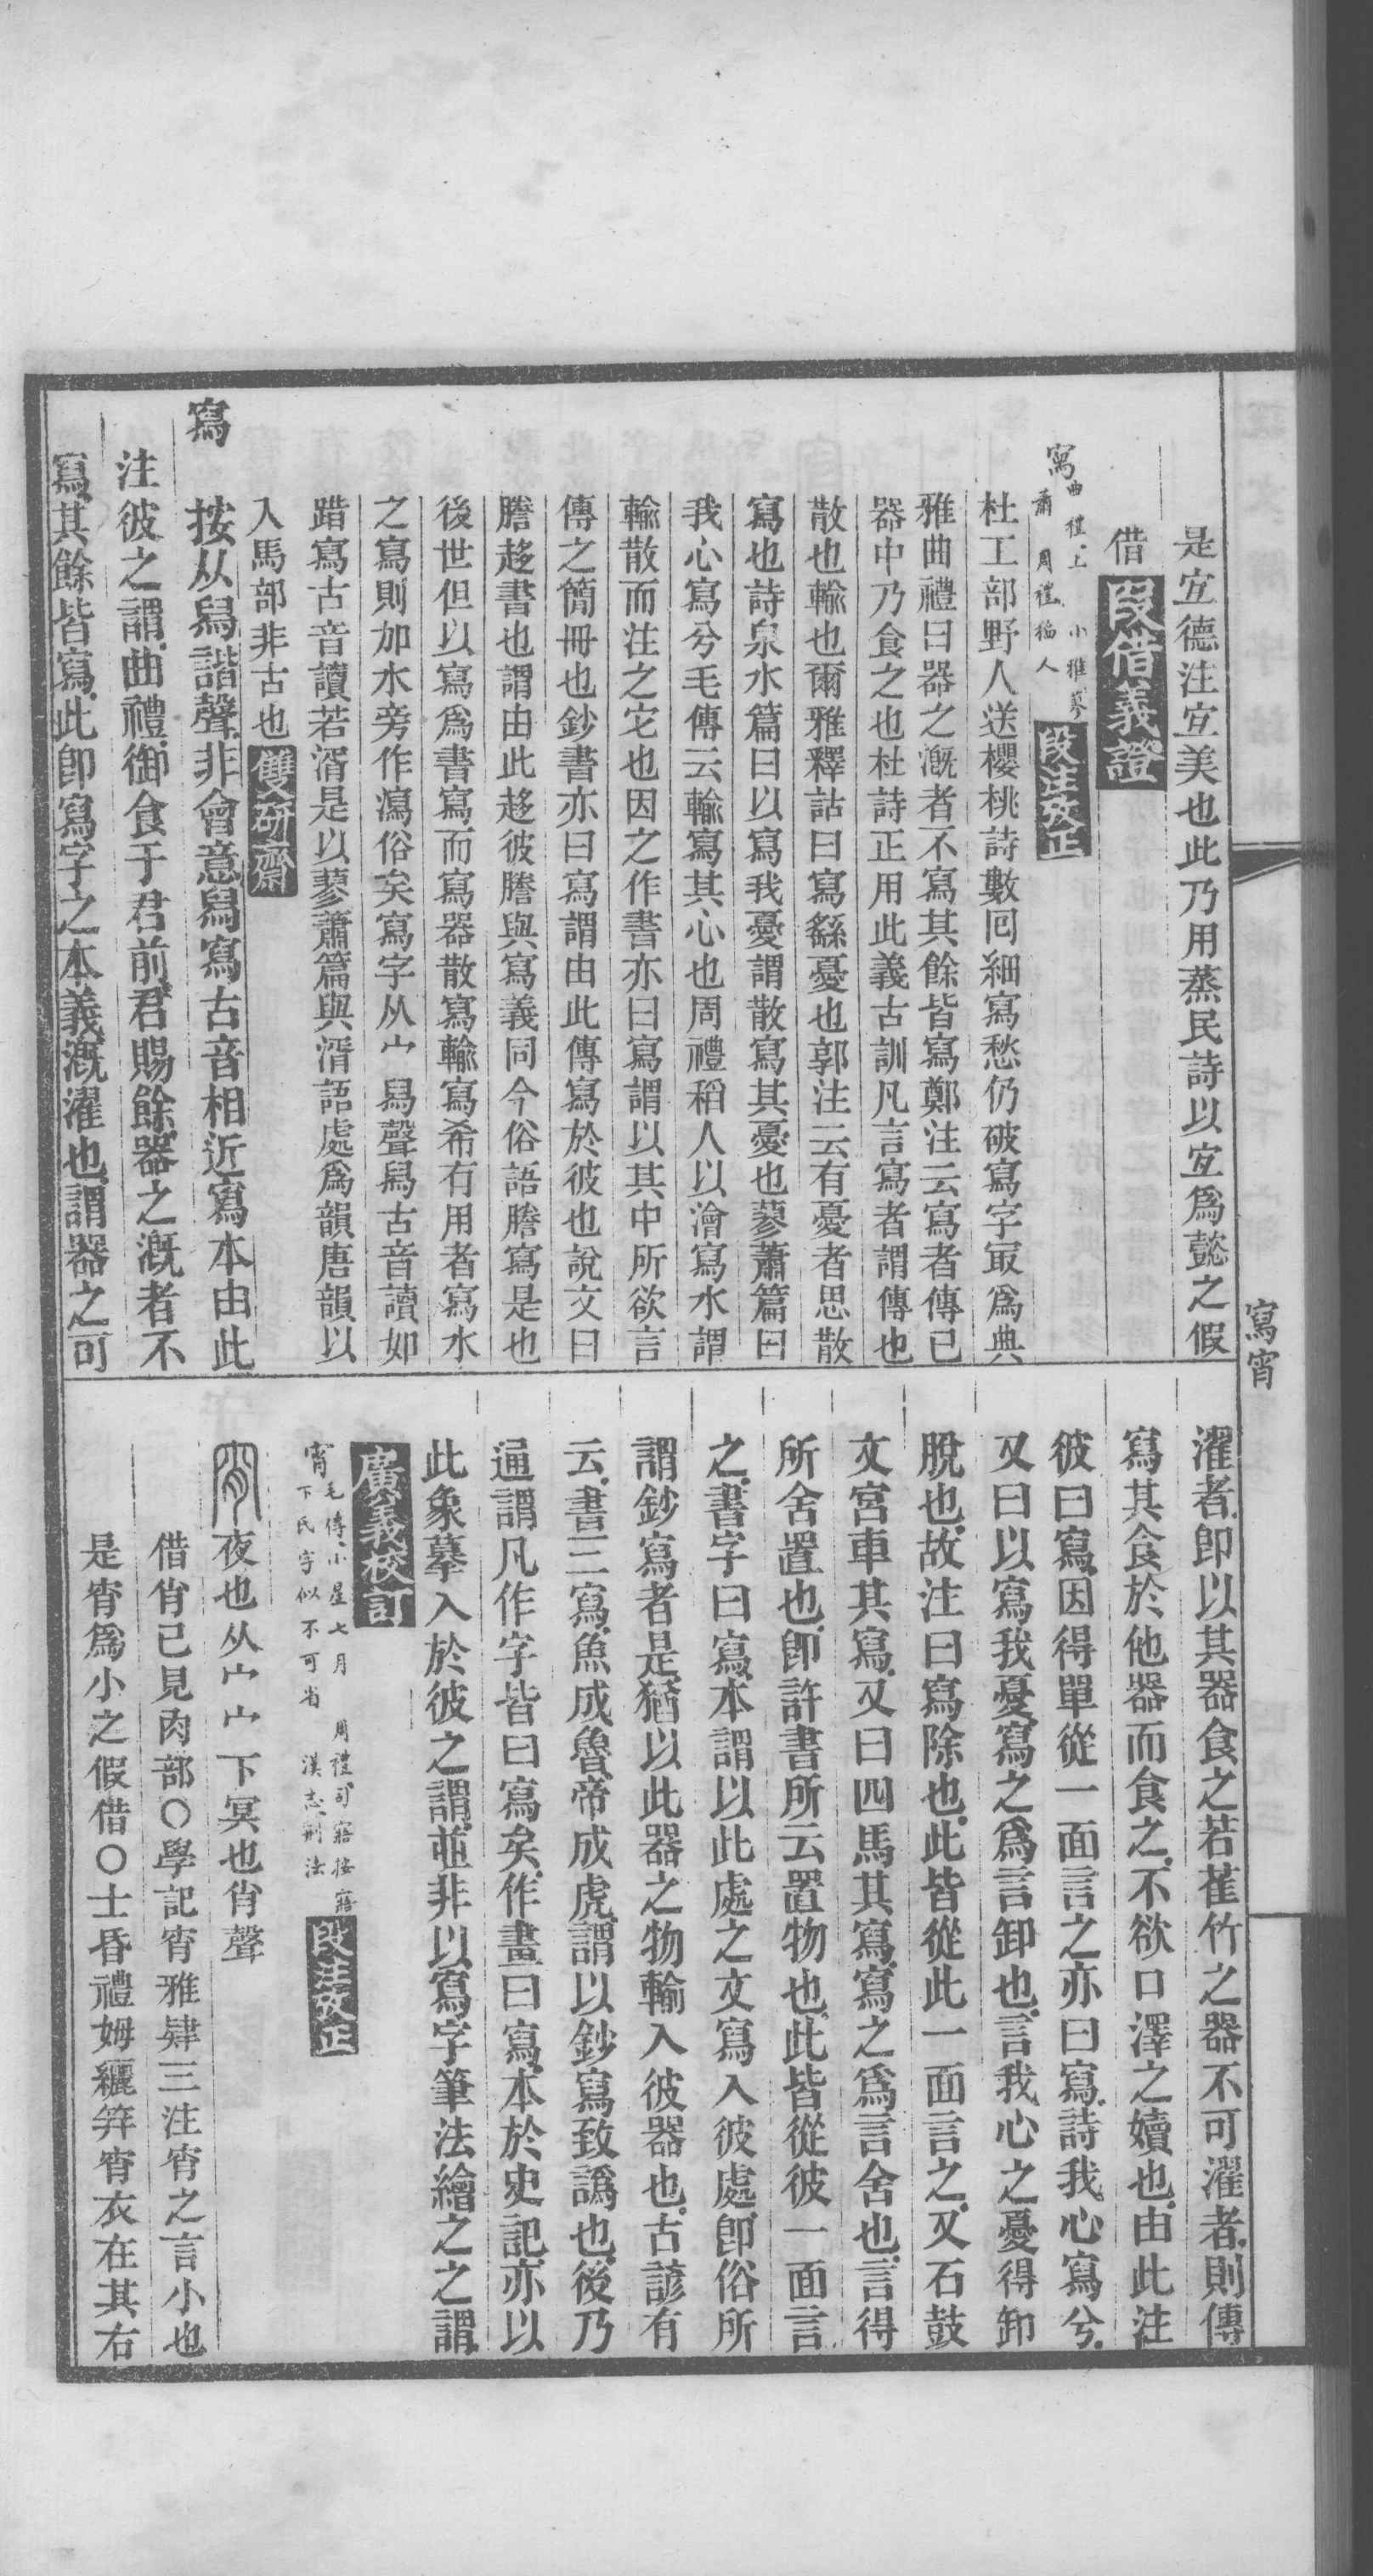 寫宵
是宜德注宜美也此乃用蒸民詩以宜爲懿之假
借 叚借義證
寫 曲禮上 小雅蓼
蕭 周禮稻人 段注攷正
杜工部野人送櫻桃詩數回細寫愁仍破寫字冣爲典
雅曲禮曰器之漑者不寫其餘皆寫鄭注云寫者傳已
器中乃食之也杜詩正用此義古訓凡言寫者謂傳也
散也輸也爾雅釋詁曰寫繇憂也郭注云有憂者思散
寫也詩泉水篇曰以寫我憂謂散寫其憂也蓼蕭篇曰
我心寫兮毛傳云輸寫其心也周禮稻人以澮寫水謂
輸散而注之它也因之作書亦曰寫謂以其中所欲言
傳之簡冊也鈔書亦曰寫謂由此傳寫於彼也說文曰
謄迻書也謂由此迻彼謄與寫義同今俗語謄寫是也
後世但以寫爲書寫而寫器散寫輸寫希有用者寫水
之寫則加水旁作瀉俗矣寫字从宀舄聲舄古音讀如
踖寫古音讀若湑是以蓼蕭篇與湑語處爲韻唐韻以
入馬部非古也 雙硏齋
寫 按从舄諧聲非會意舄寫古音相近寫本由此
注彼之謂曲禮御食于君前君賜餘器之漑者不
寫其餘皆寫此卽寫字之本義漑濯也謂器之可
濯者卽以其器食之若萑竹之器不可濯者則傳
寫其食於他器而食之不欲口澤之瀆也由此注
彼曰寫因得單從一面言之亦曰寫詩我心寫兮
又曰以寫我憂寫之爲言卸也言我心之憂得卸
脫也故注曰寫除也此皆從此一面言之又石鼓
文宮車其寫又曰四馬其寫寫之爲言舍也言得
所舍置也卽許書所云置物也此皆從彼一面言
之書字曰寫本謂以此處之文寫入彼處卽俗所
謂鈔寫者是猶以此器之物輸入彼器也古諺有
云書三寫魚成魯帝成虎謂以鈔寫致譌也後乃
通謂凡作字皆曰寫矣作畫曰寫本於史記亦以
此象摹入於彼之謂並非以寫字筆法繪之之謂
廣義校訂
宵 毛傳小星七月 周禮司寤按寤
下氏字似不可省 漢志刑法 段注攷正
宵 夜也从宀宀下冥也肖聲
借肖已見肉部○學記宵雅肄三注宵之言小也
是宵爲小之假借○士昏禮姆纚笄宵衣在其右